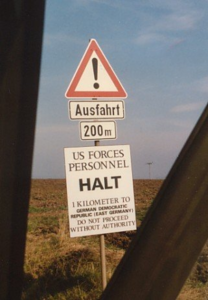 !
Ausfahrt
200m
US FORCES
PERSONNEL
HALT
1 KILOMETER TO
GERMAN DEMOCRATIC
REPUBLIC (EAST GERMANY)
DO NOT PROCEED
WITHOUT AUTHORITY